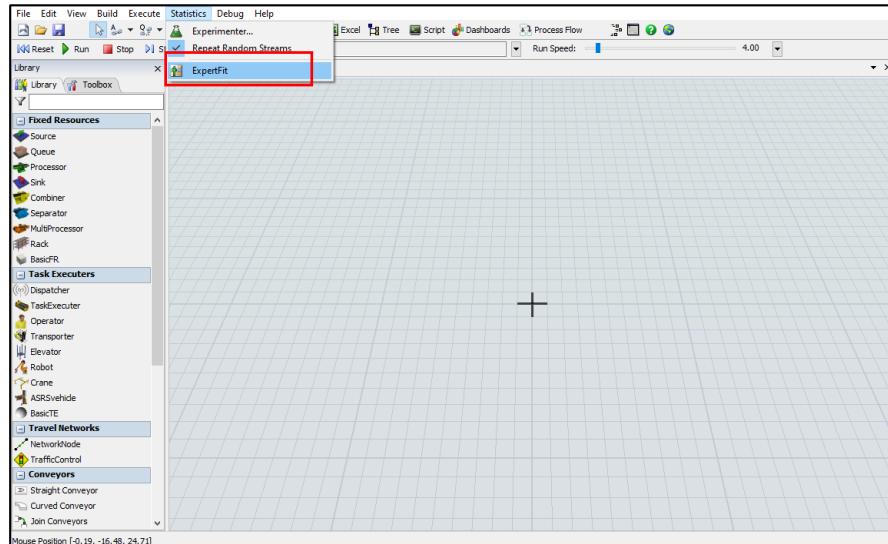 File Edit View Build Execute Statistics Debug Help
Experimenter...
Excel Tree Script Dashboards Process Flow
Reset Run Stop
Repeat Random Streams
Run Speed: 4.00
Library
ExpertFit
Library Toolbox
Fixed Resources
Source
Queue
Processor
Sink
Combiner
Separator
MultiProcessor
Rack
BasicFR
Task Executers
Dispatcher
TaskExecuter
Operator
Transporter
Elevator
Robot
Crane
ASRSvehicle
BasicTE
Travel Networks
NetworkNode
TrafficControl
Conveyors
Straight Conveyor
Curved Conveyor
Join Conveyors
Mouse Position [-0.19, -16.48, 24.71]